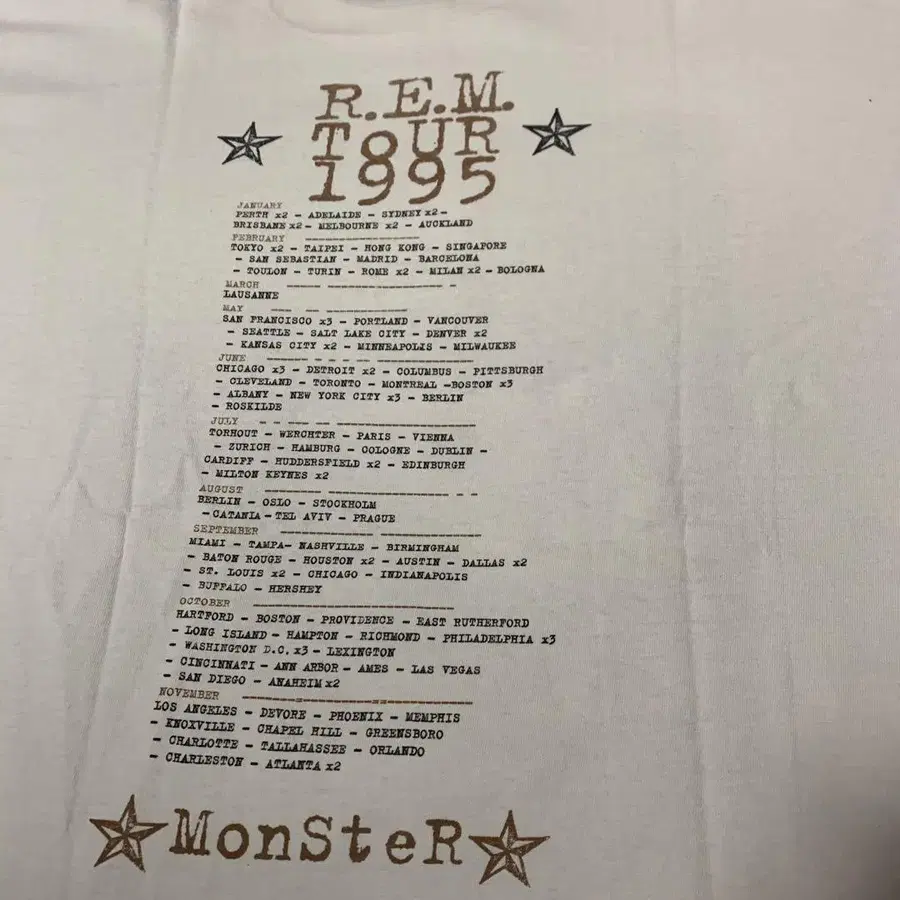 R.E.M.
ToUR
1995
JANUARY
PERTH x2 - ADELAIDE - SYDNEY x2 -
BRISBANE x2 - MELBOURNE x2 - AUCKLAND
FEBRUARY
TOKYO x2 - TAIPEI - HONG KONG - SINGAPORE
- SAN SEBASTIAN - MADRID - BARCELONA
- TOULON - TURIN - ROME x2 - MILAN x2 - BOLOGNA
MARCH
LAUSANNE
MAY
SAN FRANCISCO x3 - PORTLAND - VANCOUVER
- SEATTLE - SALT LAKE CITY - DENVER x2
- KANSAS CITY x2 - MINNEAPOLIS - MILWAUKEE
JUNE
CHICAGO x3 - DETROIT x2 - COLUMBUS - PITTSBURGH
- CLEVELAND - TORONTO - MONTREAL -BOSTON x3
- ALBANY - NEW YORK CITY x3 - BERLIN
- ROSKILDE
JULY
TORHOUT - WERCHTER - PARIS - VIENNA
- ZURICH - HAMBURG - COLOGNE - DUBLIN -
CARDIFF - HUDDERSFIELD x2 - EDINBURGH
- MILTON KEYNES x2
AUGUST
BERLIN - OSLO - STOCKHOLM
- CATANIA - TEL AVIV - PRAGUE
SEPTEMBER
MIAMI - TAMPA- NASHVILLE - BIRMINGHAM
- BATON ROUGE - HOUSTON x2 - AUSTIN - DALLAS x2
- ST. LOUIS x2 - CHICAGO - INDIANAPOLIS
- BUFFALO - HERSHEY
OCTOBER
HARTFORD - BOSTON - PROVIDENCE - EAST RUTHERFORD
- LONG ISLAND - HAMPTON - RICHMOND - PHILADELPHIA x3
- WASHINGTON D.C. x3 - LEXINGTON
- CINCINNATI - ANN ARBOR - AMES - LAS VEGAS
- SAN DIEGO - ANAHEIM x2
NOVEMBER
LOS ANGELES - DEVORE - PHOENIX - MEMPHIS
- KNOXVILLE - CHAPEL HILL - GREENSBORO
- CHARLOTTE - TALLAHASSEE - ORLANDO
- CHARLESTON - ATLANTA x2
MonSteR